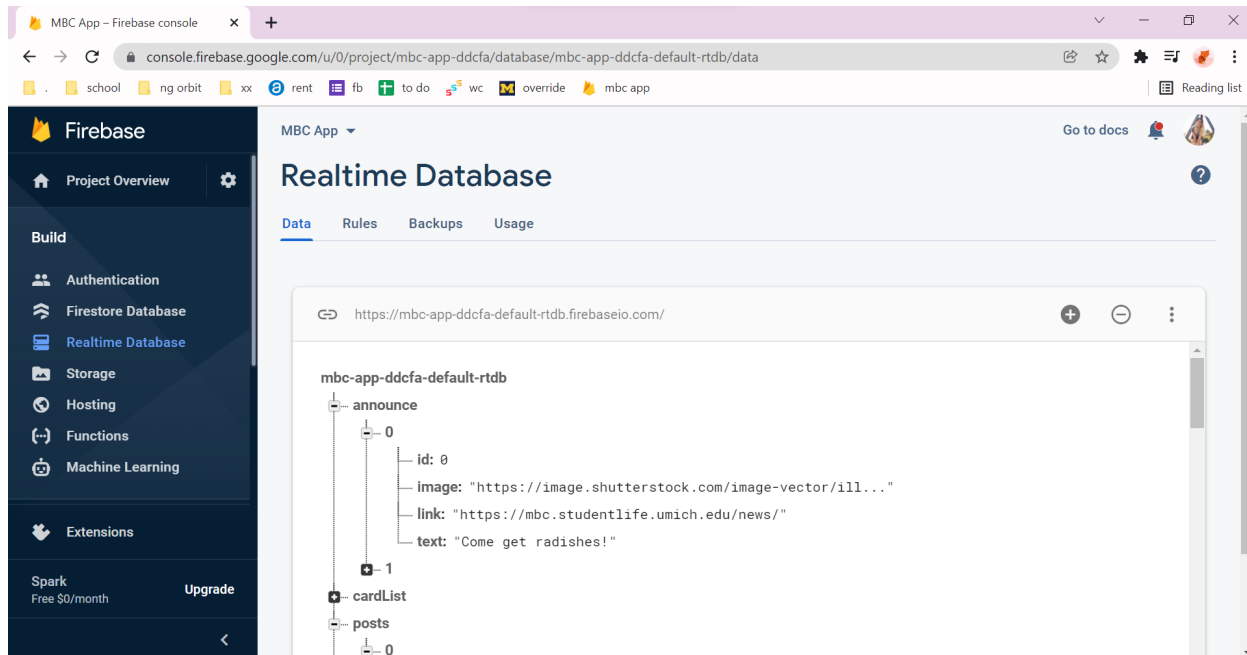 MBC App – Firebase console
console.firebase.google.com/u/0/project/mbc-app-ddcfa/database/mbc-app-ddcfa-default-rtdb/data
. school ng orbit xx rent fb to do wc override mbc app Reading list
Firebase
Project Overview
Build
Authentication
Firestore Database
Realtime Database
Storage
Hosting
Functions
Machine Learning
Extensions
Spark
Free $0/month
Upgrade
MBC App
Go to docs
Realtime Database
Data Rules Backups Usage
https://mbc-app-ddcfa-default-rtdb.firebaseio.com/
mbc-app-ddcfa-default-rtdb
announce
0
id: 0
image: "https://image.shutterstock.com/image-vector/ill..."
link: "https://mbc.studentlife.umich.edu/news/"
text: "Come get radishes!"
1
cardList
posts
0